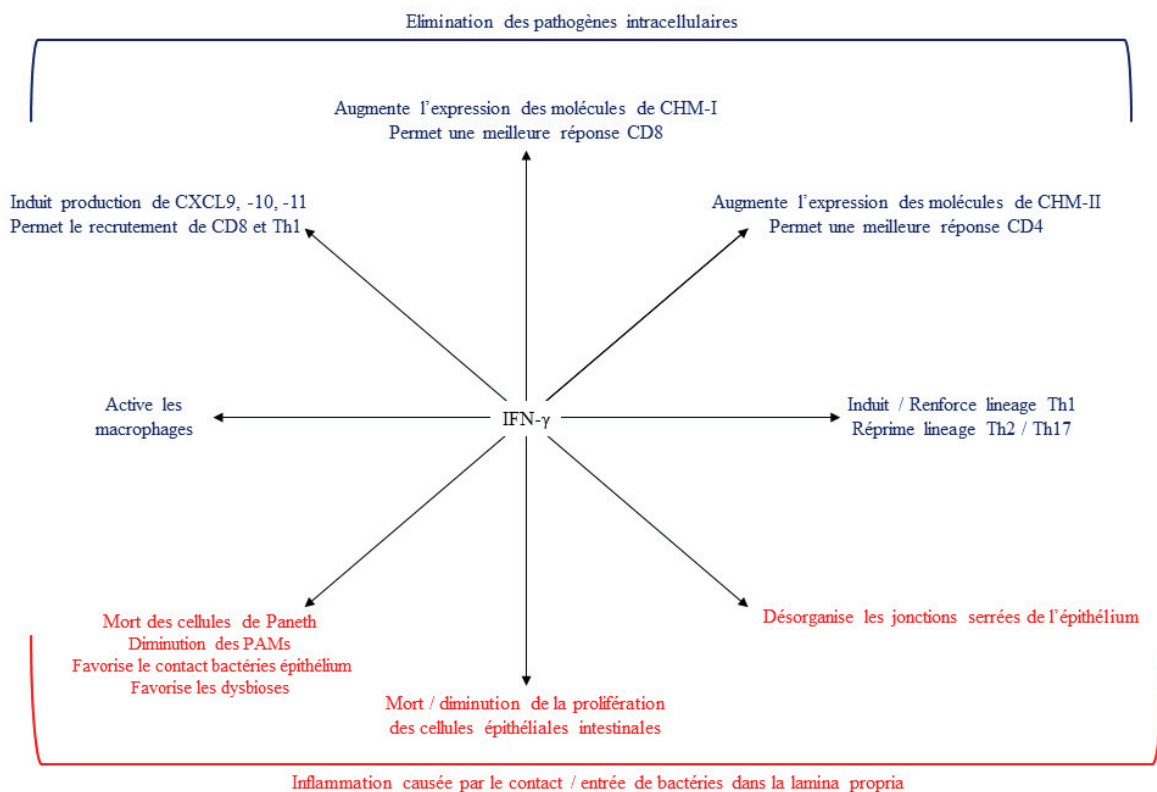 Elimination des pathogènes intracellulaires
Augmente l'expression des molécules de CHM-I
Permet une meilleure réponse CD8
Induit production de CXCL9, -10, -11
Permet le recrutement de CD8 et Th1
Augmente l'expression des molécules de CHM-II
Permet une meilleure réponse CD4
Active les
macrophages
IFN-γ
Induit / Renforce lineage Th1
Réprime lineage Th2 / Th17
Mort des cellules de Paneth
Diminution des PAMs
Favorise le contact bactéries épithélium
Favorise les dysbioses
Mort / diminution de la prolifération
des cellules épithéliales intestinales
Désorganise les jonctions serrées de l'épithélium
Inflammation causée par le contact / entrée de bactéries dans la lamina propria